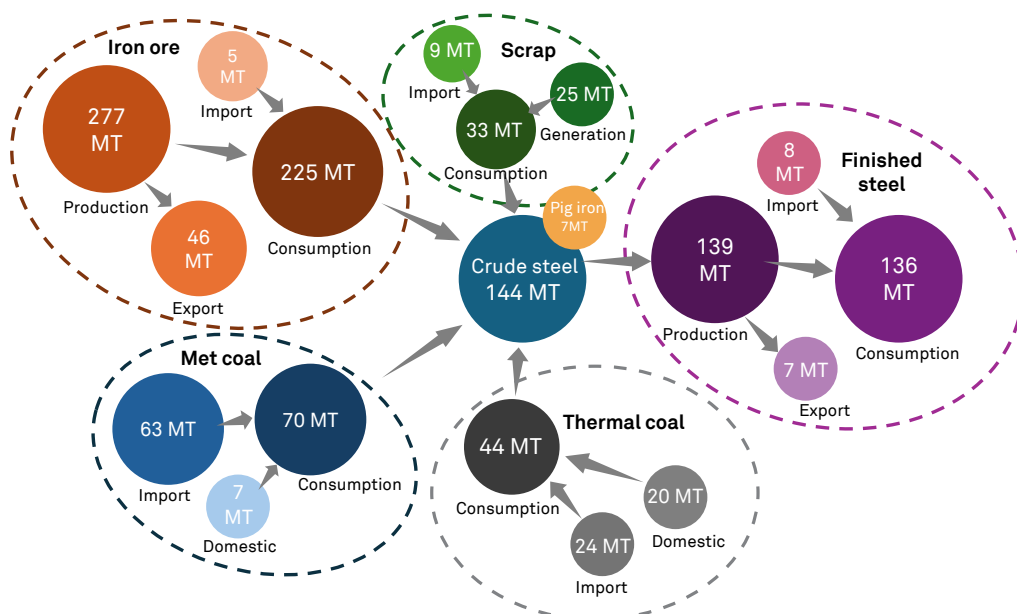 Iron ore
277
MT
Production
5
MT
Import
225 MT
Consumption
46
MT
Export
Scrap
9 MT
Import
25 MT
Generation
33 MT
Consumption
Pig iron
7MT
Crude steel
144 MT
Finished
steel
8
MT
Import
139
MT
Production
136
MT
Consumption
7 MT
Export
Met coal
63 MT
Import
70 MT
Consumption
7
MT
Domestic
Thermal coal
44 MT
Consumption
20 MT
Domestic
24 MT
Import